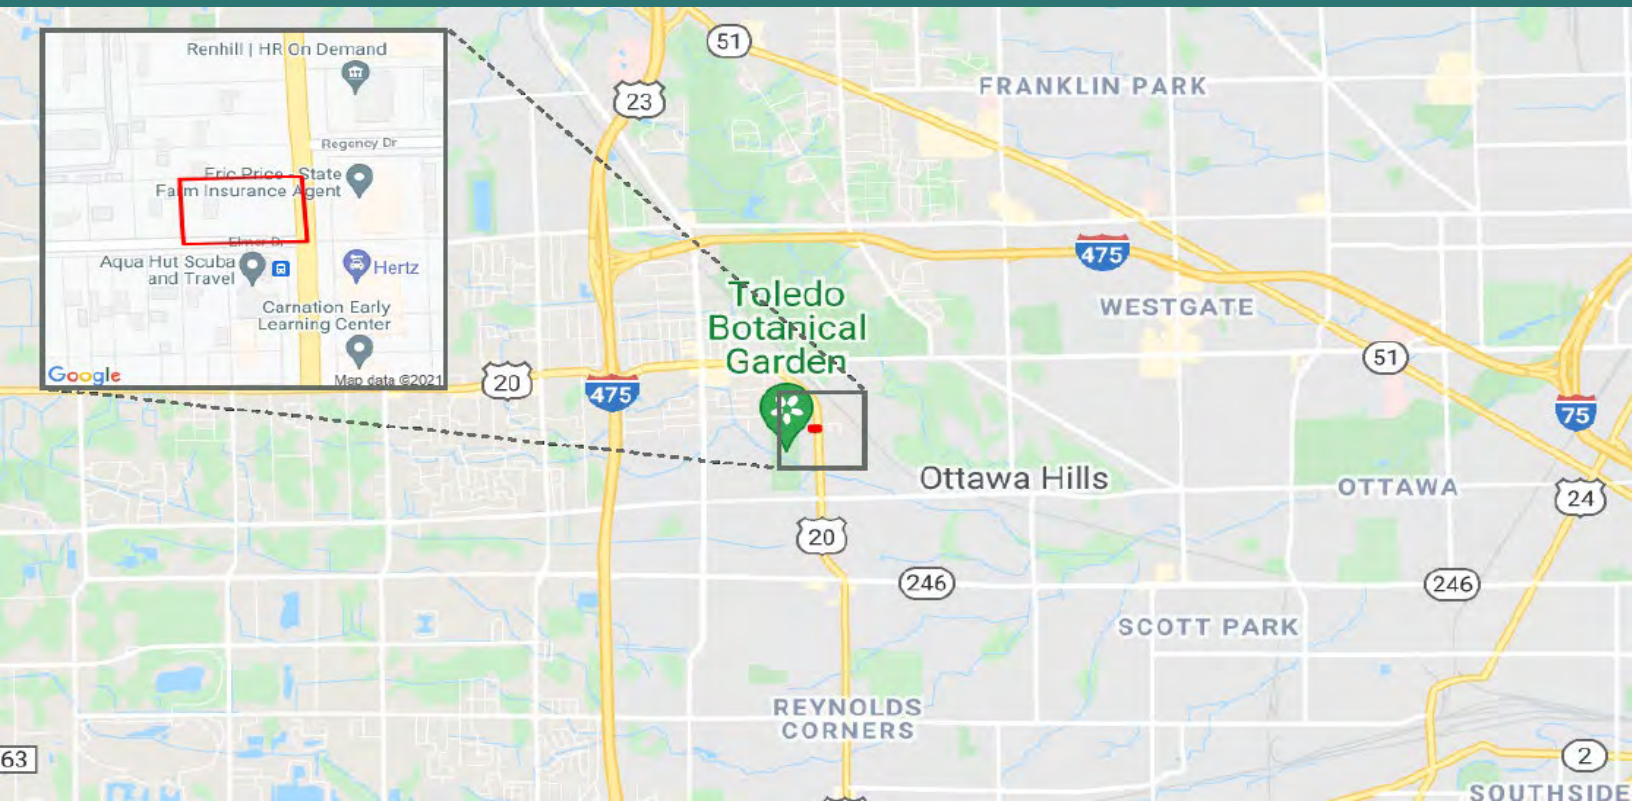 Renhill | HR On Demand
Regency Dr
Eric Price - State
Farm Insurance Agent
Elmer Dr
Aqua Hut Scuba
and Travel
Hertz
Carnation Early
Learning Center
Google
Map data ©2021
51
23
FRANKLIN PARK
475
WESTGATE
Toledo
Botanical
Garden
51
20
475
75
Ottawa Hills
OTTAWA
24
20
246
246
SCOTT PARK
REYNOLDS
CORNERS
63
2
SOUTHSIDE